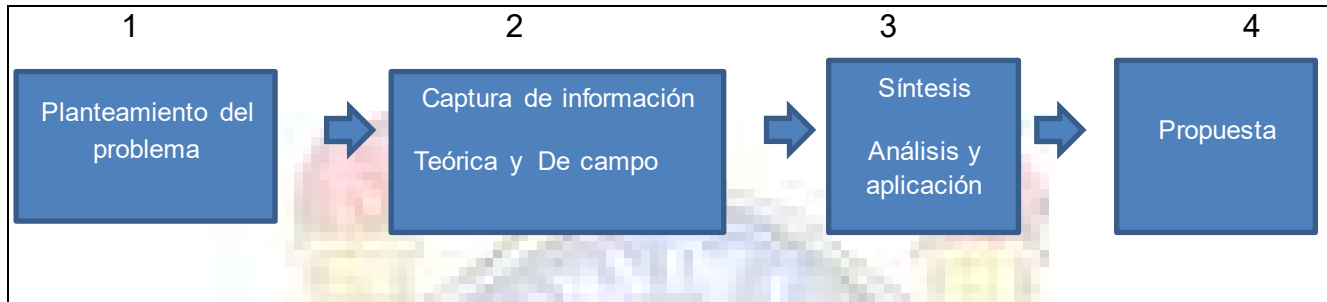 1
2
3
4
Planteamiento del
problema
Captura de información
Teórica y De campo
Síntesis
Análisis y
aplicación
Propuesta